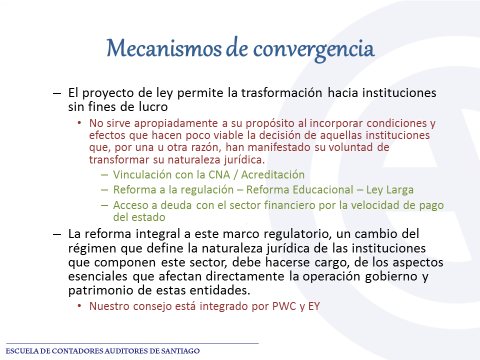 Mecanismos de convergencia
– El proyecto de ley permite la trasformación hacia instituciones
sin fines de lucro
• No sirve apropiadamente a su propósito al incorporar condiciones y
efectos que hacen poco viable la decisión de aquellas instituciones
que, por una u otra razón, han manifestado su voluntad de
transformar su naturaleza jurídica.
– Vinculación con la CNA / Acreditación
– Reforma a la regulación – Reforma Educacional – Ley Larga
– Acceso a deuda con el sector financiero por la velocidad de pago
del estado
– La reforma integral a este marco regulatorio, un cambio del
régimen que define la naturaleza jurídica de las instituciones
que componen este sector, debe hacerse cargo, de los aspectos
esenciales que afectan directamente la operación gobierno y
patrimonio de estas entidades.
• Nuestro consejo está integrado por PWC y EY
ESCUELA DE CONTADORES AUDITORES DE SANTIAGO